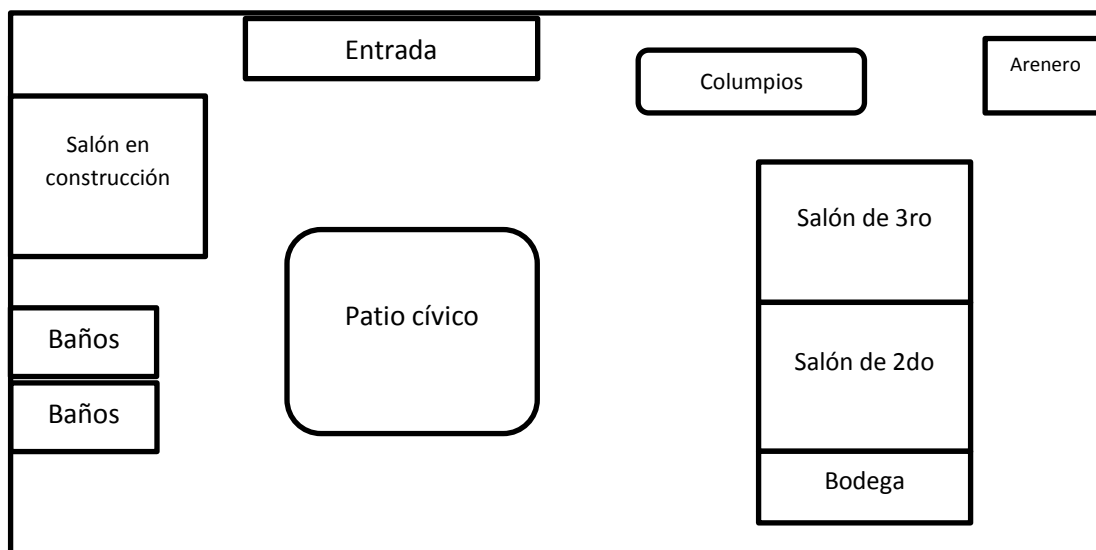 Entrada
Columpios
Arenero
Salón en
construcción
Salón de 3ro
Patio cívico
Baños
Salón de 2do
Baños
Bodega